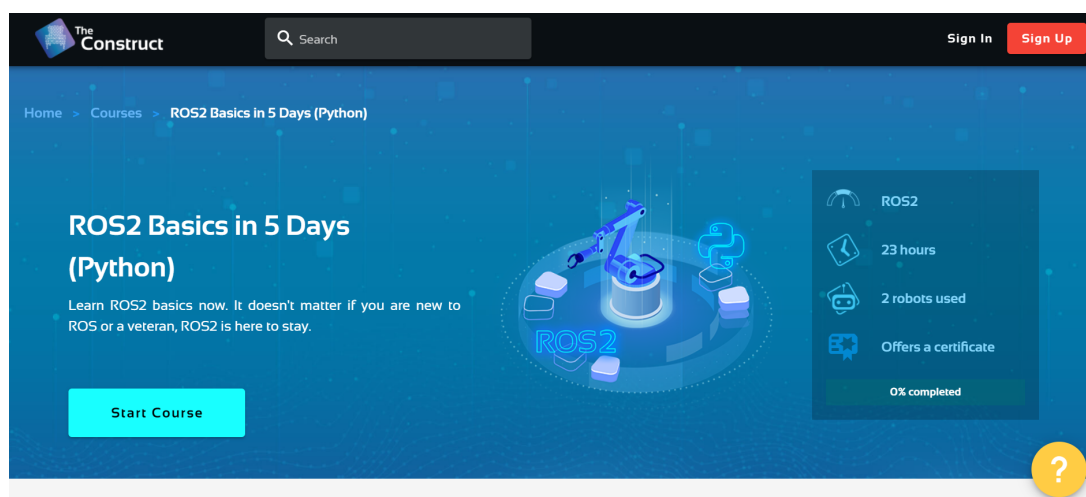 The
Construct
Search
Sign In
Sign Up
Home > Courses > ROS2 Basics in 5 Days (Python)
ROS2 Basics in 5 Days
(Python)
Learn ROS2 basics now. It doesn't matter if you are new to
ROS or a veteran, ROS2 is here to stay.
Start Course
ROS2
ROS2
23 hours
2 robots used
Offers a certificate
0% completed
?